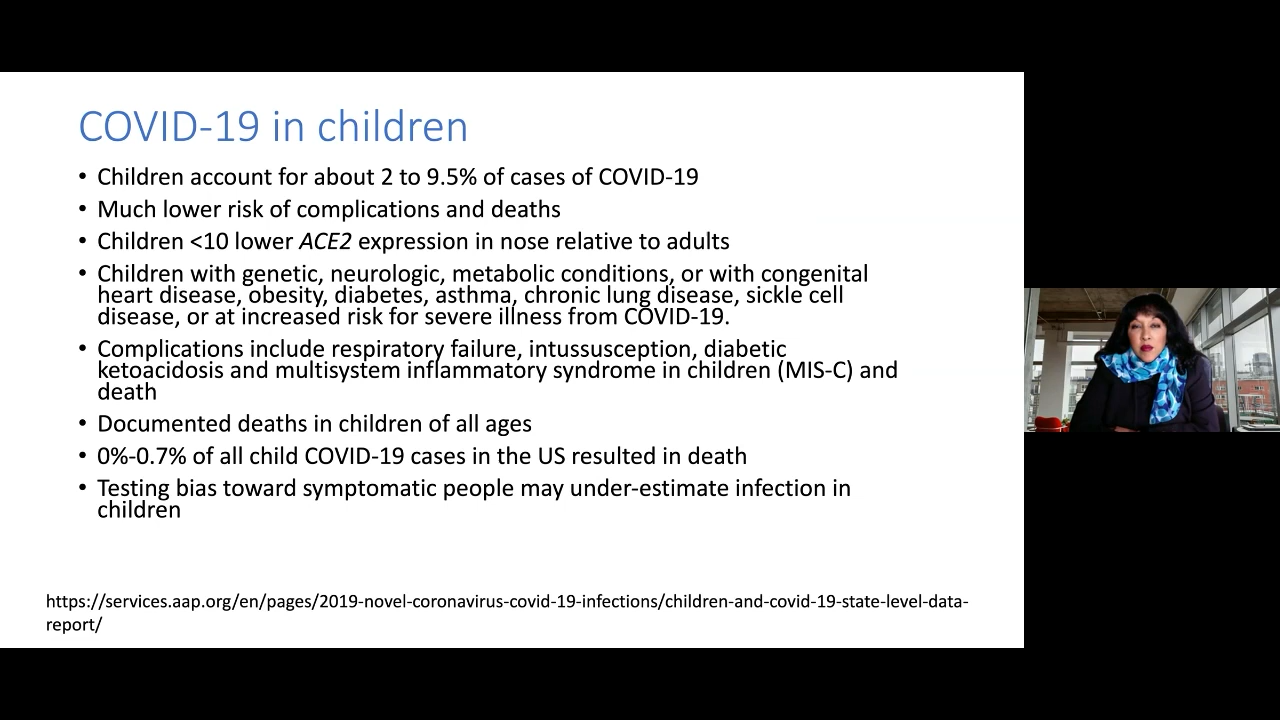 COVID-19 in children
• Children account for about 2 to 9.5% of cases of COVID-19
• Much lower risk of complications and deaths
• Children <10 lower ACE2 expression in nose relative to adults
• Children with genetic, neurologic, metabolic conditions, or with congenital
heart disease, obesity, diabetes, asthma, chronic lung disease, sickle cell
disease, or at increased risk for severe illness from COVID-19.
• Complications include respiratory failure, intussusception, diabetic
ketoacidosis and multisystem inflammatory syndrome in children (MIS-C) and
death
• Documented deaths in children of all ages
• 0%-0.7% of all child COVID-19 cases in the US resulted in death
• Testing bias toward symptomatic people may under-estimate infection in
children
https://services.aap.org/en/pages/2019-novel-coronavirus-covid-19-infections/children-and-covid-19-state-level-data-
report/